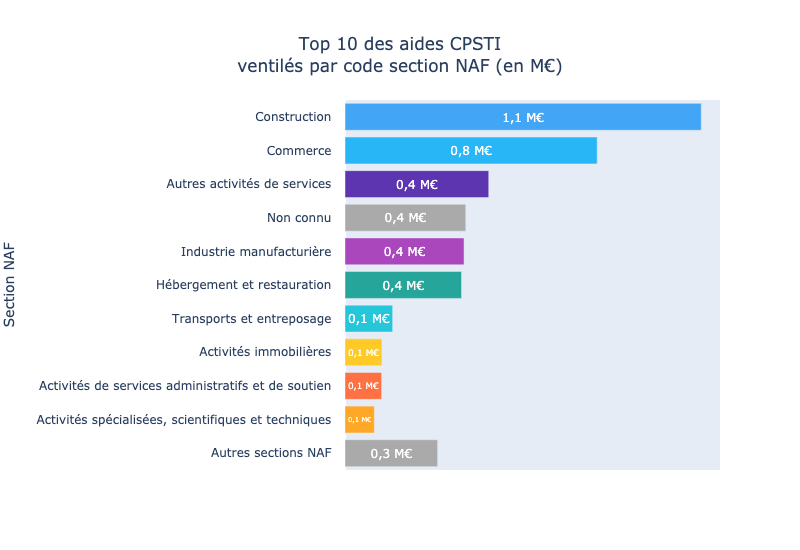 Top 10 des aides CPSTI
ventilés par code section NAF (en M€)
Section NAF
Construction 1,1 M€
Commerce 0,8 M€
Autres activités de services 0,4 M€
Non connu 0,4 M€
Industrie manufacturière 0,4 M€
Hébergement et restauration 0,4 M€
Transports et entreposage 0,1 M€
Activités immobilières 0,1 M€
Activités de services administratifs et de soutien 0,1 M€
Activités spécialisées, scientifiques et techniques 0,1 M€
Autres sections NAF 0,3 M€